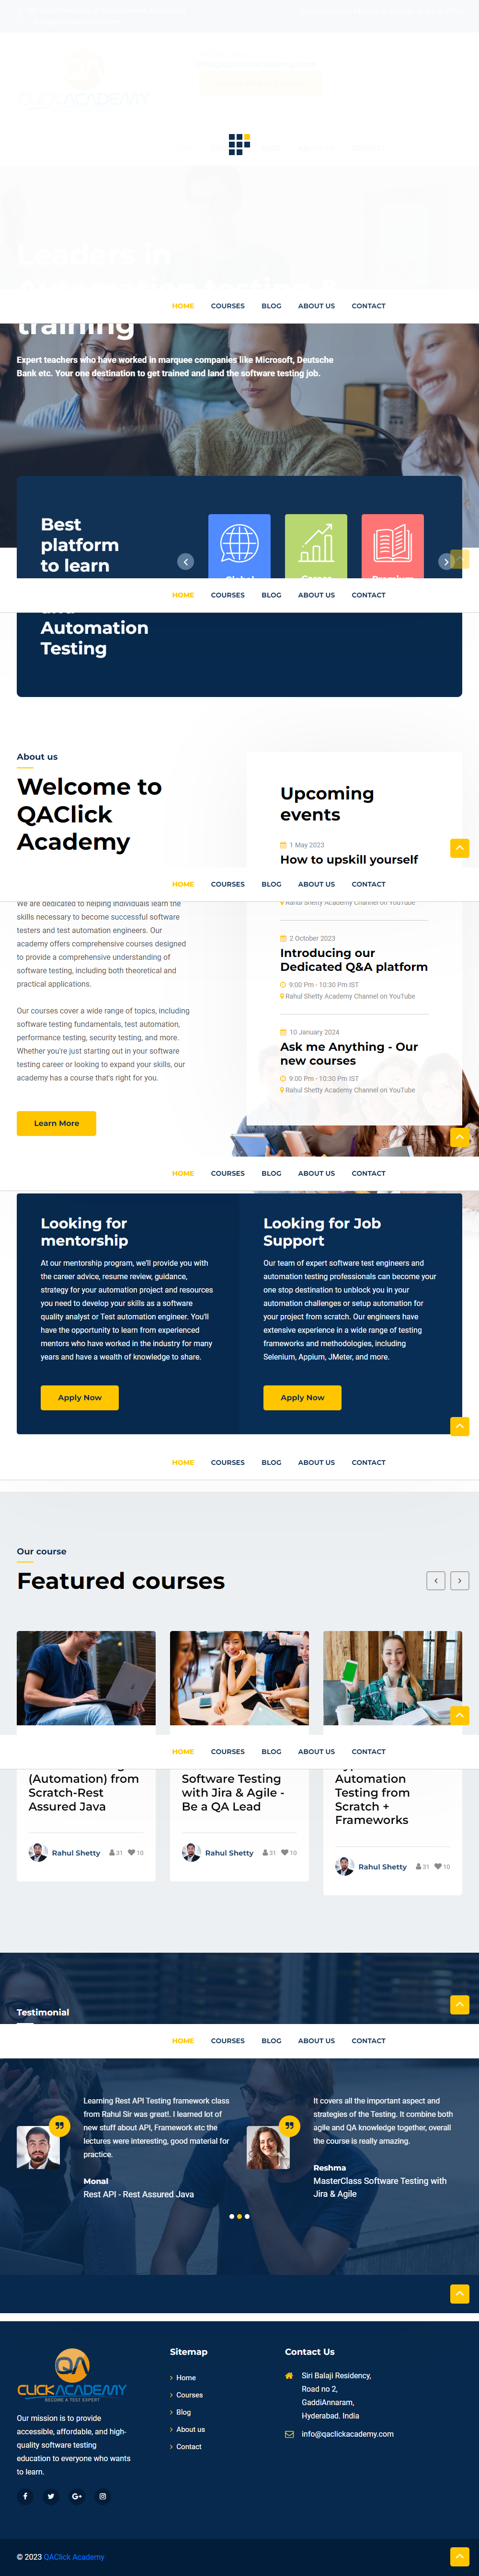 CLICKACADEMY
Leaders in
training
HOME COURSES BLOG ABOUT US CONTACT
Expert teachers who have worked in marquee companies like Microsoft, Deutsche
Bank etc. Your one destination to get trained and land the software testing job.
Best
platform
to learn
HOME COURSES BLOG ABOUT US CONTACT
Automation
Testing
About us
Welcome to
QAClick
Academy
Upcoming
events
1 May 2023
How to upskill yourself
HOME COURSES BLOG ABOUT US CONTACT
Rahul Shetty Academy Channel on YouTube
We are dedicated to helping individuals learn the
skills necessary to become successful software
testers and test automation engineers. Our
academy offers comprehensive courses designed
to provide a comprehensive understanding of
software testing, including both theoretical and
practical applications.
Our courses cover a wide range of topics, including
software testing fundamentals, test automation,
performance testing, security testing, and more.
Whether you're just starting out in your software
testing career or looking to expand your skills, our
academy has a course that's right for you.
Learn More
2 October 2023
Introducing our
Dedicated Q&A platform
9:00 Pm - 10:30 Pm IST
Rahul Shetty Academy Channel on YouTube
10 January 2024
Ask me Anything - Our
new courses
9:00 Pm - 10:30 Pm IST
Rahul Shetty Academy Channel on YouTube
HOME COURSES BLOG ABOUT US CONTACT
Looking for
mentorship
At our mentorship program, we'll provide you with
the career advice, resume review, guidance,
strategy for your automation project and resources
you need to develop your skills as a software
quality analyst or Test automation engineer. You'll
have the opportunity to learn from experienced
mentors who have worked in the industry for many
years and have a wealth of knowledge to share.
Apply Now
Looking for Job
Support
Our team of expert software test engineers and
automation testing professionals can become your
one stop destination to unblock you in your
automation challenges or setup automation for
your project from scratch. Our engineers have
extensive experience in a wide range of testing
frameworks and methodologies, including
Selenium, Appium, JMeter, and more.
Apply Now
HOME COURSES BLOG ABOUT US CONTACT
Our course
Featured courses
HOME COURSES BLOG ABOUT US CONTACT
(Automation) from
Scratch-Rest
Assured Java
Rahul Shetty 31 10
Software Testing
with Jira & Agile -
Be a QA Lead
Rahul Shetty 31 10
Automation
Testing from
Scratch +
Frameworks
Rahul Shetty 31 10
Testimonial
HOME COURSES BLOG ABOUT US CONTACT
Learning Rest API Testing framework class
from Rahul Sir was great!. I learned lot of
new stuff about API, Framework etc the
lectures were interesting, good material for
practice.
Monal
Rest API - Rest Assured Java
It covers all the important aspect and
strategies of the Testing. It combine both
agile and QA knowledge together, overall
the course is really amazing.
Reshma
MasterClass Software Testing with
Jira & Agile
QA
CLICKACADEMY
BECOME A TEST EXPERT
Our mission is to provide
accessible, affordable, and high-
quality software testing
education to everyone who wants
to learn.
Sitemap
Home
Courses
Blog
About us
Contact
Contact Us
Siri Balaji Residency,
Road no 2,
GaddiAnnaram,
Hyderabad. India
info@qaclickacademy.com
© 2023 QAClick Academy